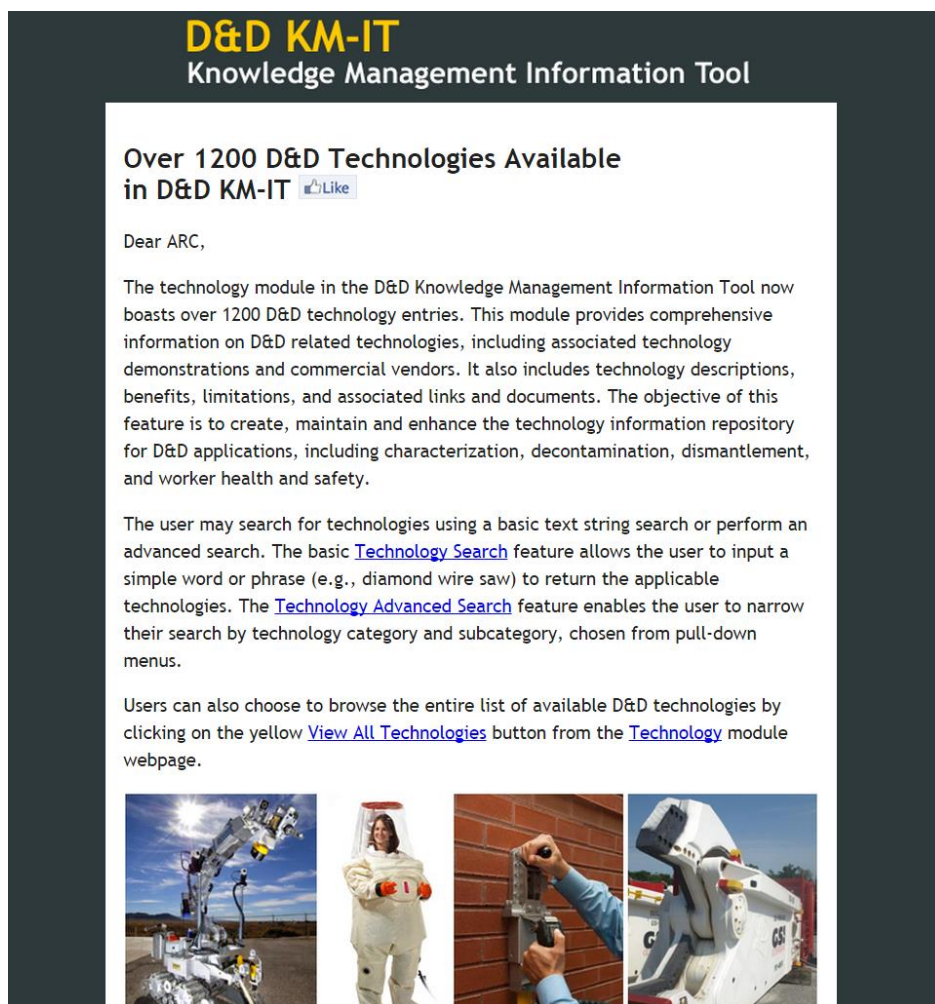 D&D KM-IT
Knowledge Management Information Tool
Over 1200 D&D Technologies Available
in D&D KM-IT Like
Dear ARC,
The technology module in the D&D Knowledge Management Information Tool now
boasts over 1200 D&D technology entries. This module provides comprehensive
information on D&D related technologies, including associated technology
demonstrations and commercial vendors. It also includes technology descriptions,
benefits, limitations, and associated links and documents. The objective of this
feature is to create, maintain and enhance the technology information repository
for D&D applications, including characterization, decontamination, dismantlement,
and worker health and safety.
The user may search for technologies using a basic text string search or perform an
advanced search. The basic Technology Search feature allows the user to input a
simple word or phrase (e.g., diamond wire saw) to return the applicable
technologies. The Technology Advanced Search feature enables the user to narrow
their search by technology category and subcategory, chosen from pull-down
menus.
Users can also choose to browse the entire list of available D&D technologies by
clicking on the yellow View All Technologies button from the Technology module
webpage.